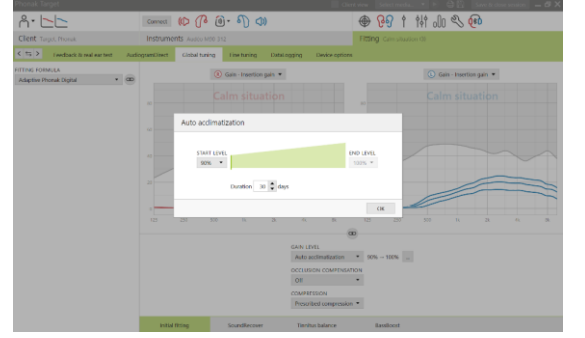 Phonak Target
Connect
Client Target, Phonak
Instruments Audéo
Fitting
Feedback & real ear test
AudiogramDirect
Global tuning
Fine tuning
Datalogging
Device options
FITTING FORMULA
Adaptive Phonak Digital
Gain - Insertion gain
Gain - Insertion gain
Calm situation
Calm situation
Auto acclimatization
START LEVEL
END LEVEL
90%
100%
Duration 30 days
OK
GAIN LEVEL
Auto acclimatization
90% → 100% ...
OCCLUSION COMPENSATION
Off
COMPRESSION
Prescribed compression
Initial fitting
SoundRecover
Tinnitus balance
BassBoost